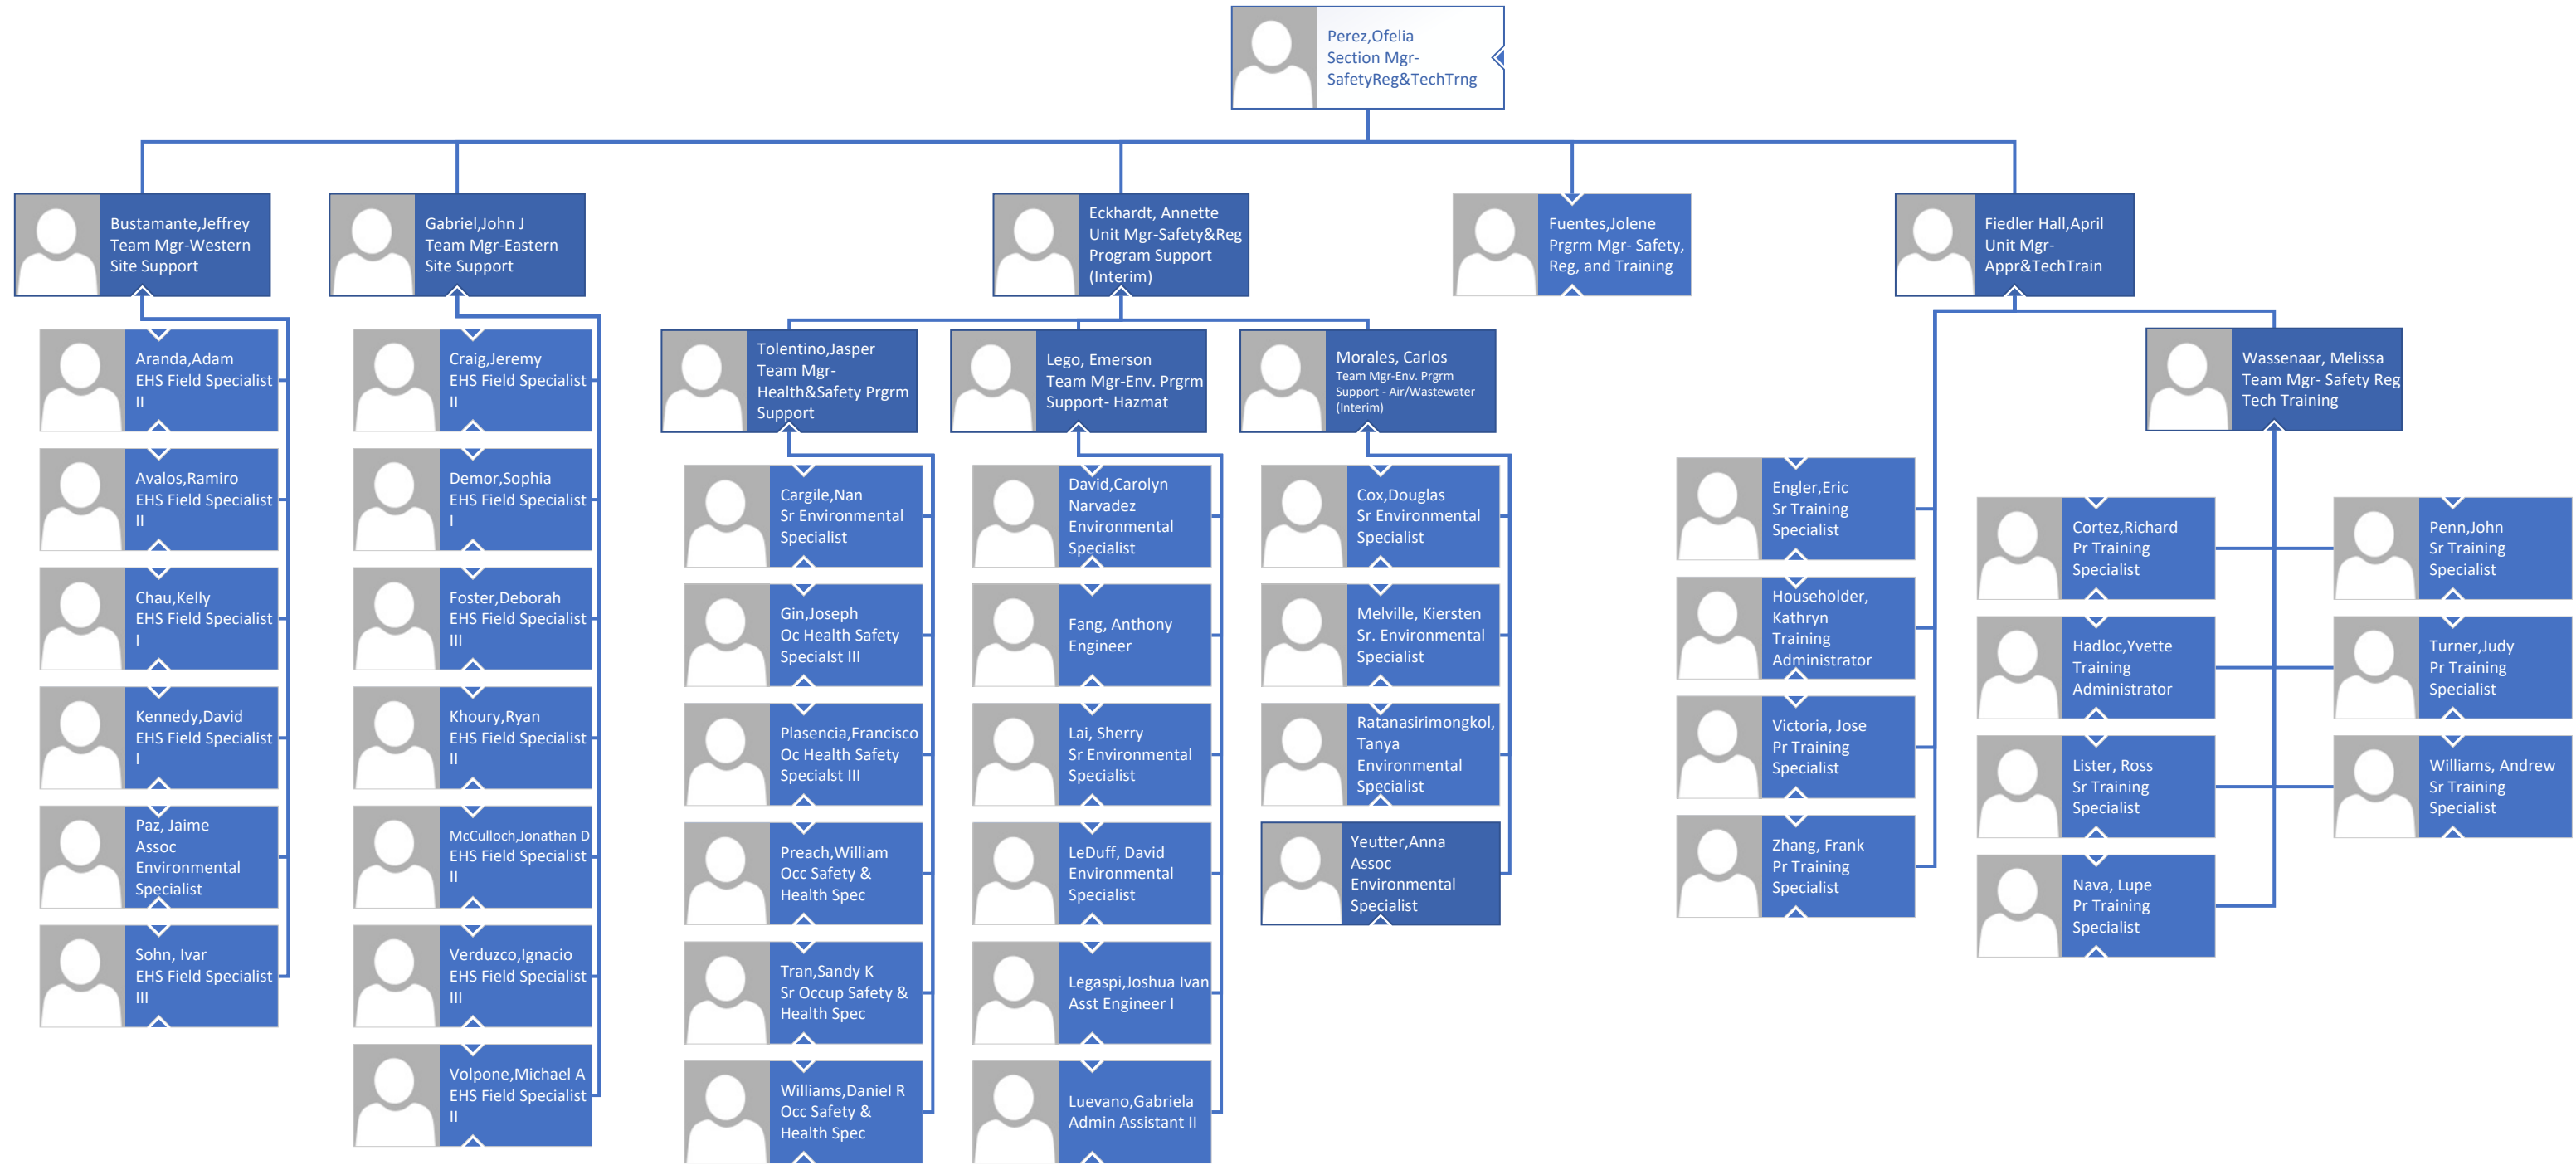 Perez,Ofelia
Section Mgr-
SafetyReg&TechTrng
Bustamante,Jeffrey
Team Mgr-Western
Site Support
Gabriel,John J
Team Mgr-Eastern
Site Support
Eckhardt, Annette
Unit Mgr-Safety&Reg
Program Support
(Interim)
Fuentes,Jolene
Prgrm Mgr- Safety,
Reg, and Training
Fiedler Hall,April
Unit Mgr-
Appr&TechTrain
Aranda,Adam
EHS Field Specialist
II
Avalos,Ramiro
EHS Field Specialist
II
Chau,Kelly
EHS Field Specialist
I
Kennedy,David
EHS Field Specialist
I
Paz, Jaime
Assoc
Environmental
Specialist
Sohn, Ivar
EHS Field Specialist
III
Craig,Jeremy
EHS Field Specialist
II
Demor,Sophia
EHS Field Specialist
I
Foster,Deborah
EHS Field Specialist
III
Khoury,Ryan
EHS Field Specialist
II
McCulloch,Jonathan D
EHS Field Specialist
II
Verduzco,Ignacio
EHS Field Specialist
III
Volpone,Michael A
EHS Field Specialist
II
Tolentino,Jasper
Team Mgr-
Health&Safety Prgrm
Support
Cargile,Nan
Sr Environmental
Specialist
Gin,Joseph
Oc Health Safety
Specialst III
Plasencia,Francisco
Oc Health Safety
Specialst III
Preach,William
Occ Safety &
Health Spec
Tran,Sandy K
Sr Occup Safety &
Health Spec
Williams,Daniel R
Occ Safety &
Health Spec
Lego, Emerson
Team Mgr-Env. Prgrm
Support- Hazmat
David,Carolyn
Narvadez
Environmental
Specialist
Fang, Anthony
Engineer
Lai, Sherry
Sr Environmental
Specialist
LeDuff, David
Environmental
Specialist
Legaspi,Joshua Ivan
Asst Engineer I
Luevano,Gabriela
Admin Assistant II
Morales, Carlos
Team Mgr-Env. Prgrm
Support - Air/Wastewater
(Interim)
Cox,Douglas
Sr Environmental
Specialist
Melville, Kiersten
Sr. Environmental
Specialist
Ratanasirimongkol,
Tanya
Environmental
Specialist
Yeutter,Anna
Assoc
Environmental
Specialist
Engler,Eric
Sr Training
Specialist
Householder,
Kathryn
Training
Administrator
Victoria, Jose
Pr Training
Specialist
Zhang, Frank
Pr Training
Specialist
Wassenaar, Melissa
Team Mgr- Safety Reg
Tech Training
Cortez,Richard
Pr Training
Specialist
Hadloc,Yvette
Training
Administrator
Lister, Ross
Sr Training
Specialist
Nava, Lupe
Pr Training
Specialist
Penn,John
Sr Training
Specialist
Turner,Judy
Pr Training
Specialist
Williams, Andrew
Sr Training
Specialist